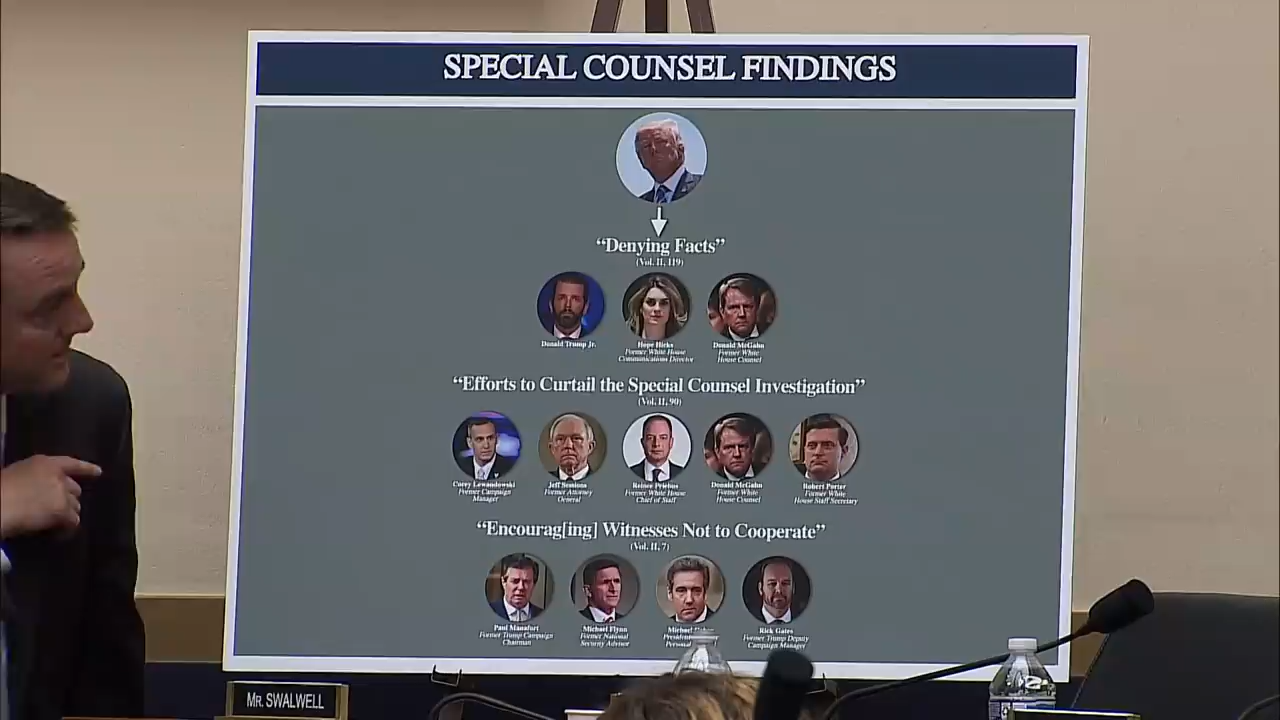 SPECIAL COUNSEL FINDINGS
“Denying Facts”
(Vol. II, 119)
Donald Trump Jr.
Hope Hicks
Former White House
Communications Director
Donald McGahn
Former White
House Counsel
“Efforts to Curtail the Special Counsel Investigation”
(Vol. II, 90)
Corey Lewandowski
Former Campaign
Manager
Jeff Sessions
Former Attorney
General
Reince Priebus
Former White House
Chief of Staff
Donald McGahn
Former White
House Counsel
Robert Porter
Former White
House Staff Secretary
“Encourag[ing] Witnesses Not to Cooperate”
(Vol. II, 7)
Paul Manafort
Former Trump Campaign
Chairman
Michael Flynn
Former National
Security Advisor
Michael
Personal
Rick Gates
Former Trump Deputy
Campaign Manager
MR. SWALWELL